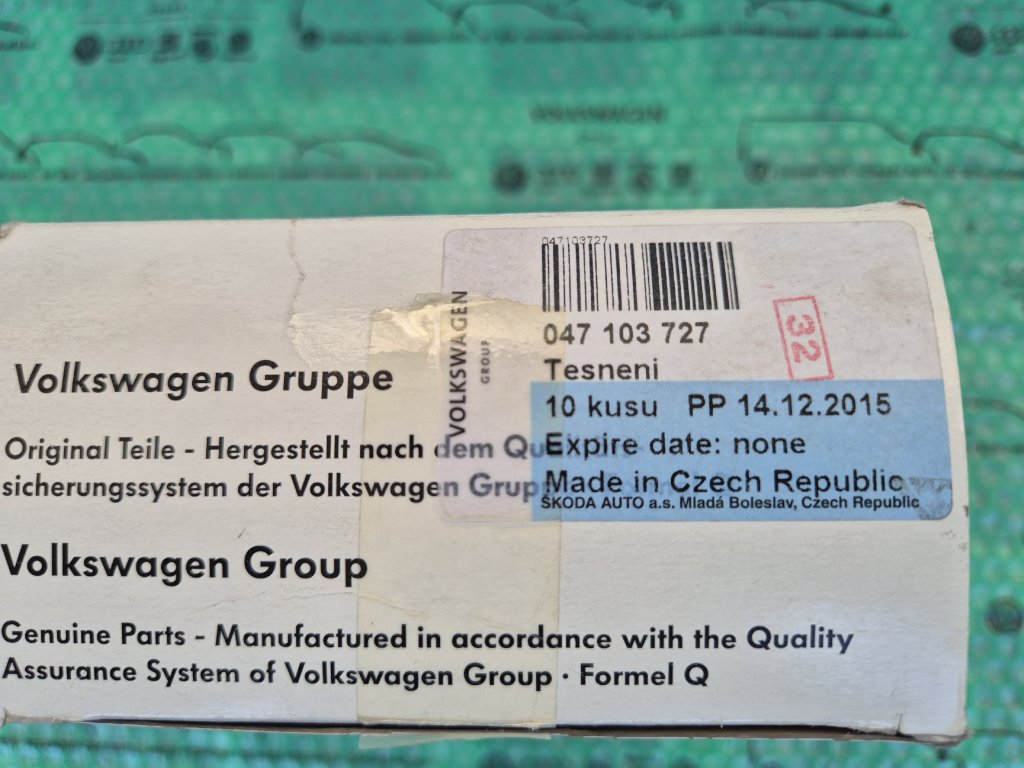 VOLKSWAGEN
047103727
VOLKSWAGEN
GROUP
047 103 727
32
Tesneni
10 kusu PP 14.12.2015
Expire date: none
Made in Czech Republic
ŠKODA AUTO a.s. Mladá Boleslav, Czech Republic
Volkswagen Gruppe
Original Teile - Hergestellt nach dem
sicherungssystem der Volkswagen Gruppe
Volkswagen Group
Genuine Parts - Manufactured in accordance with the Quality
Assurance System of Volkswagen Group · Formel Q